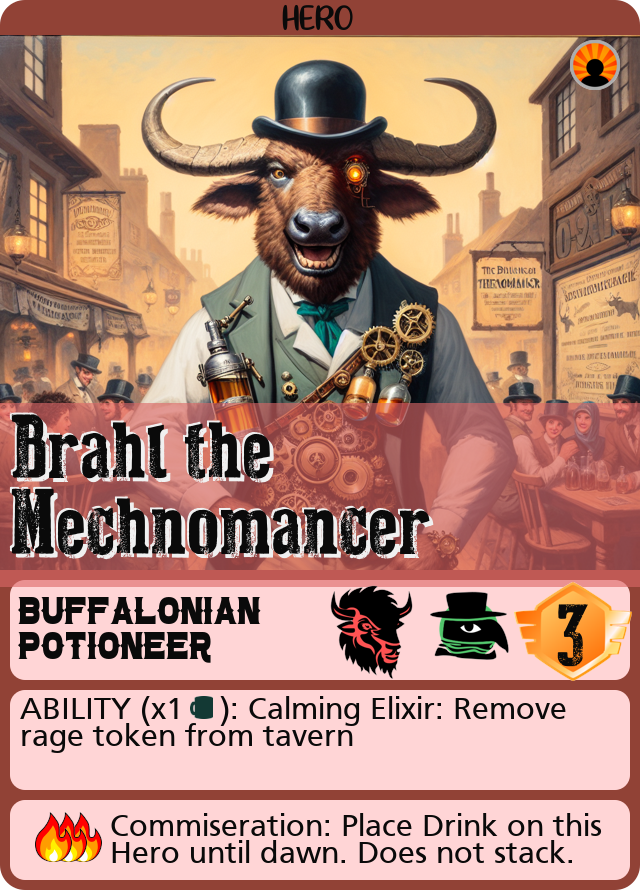 HERO
Brahl the
Mechnomancer
BUFFALONIAN
POTIONEER
3
ABILITY (x1 ): Calming Elixir: Remove
rage token from tavern
Commiseration: Place Drink on this
Hero until dawn. Does not stack.